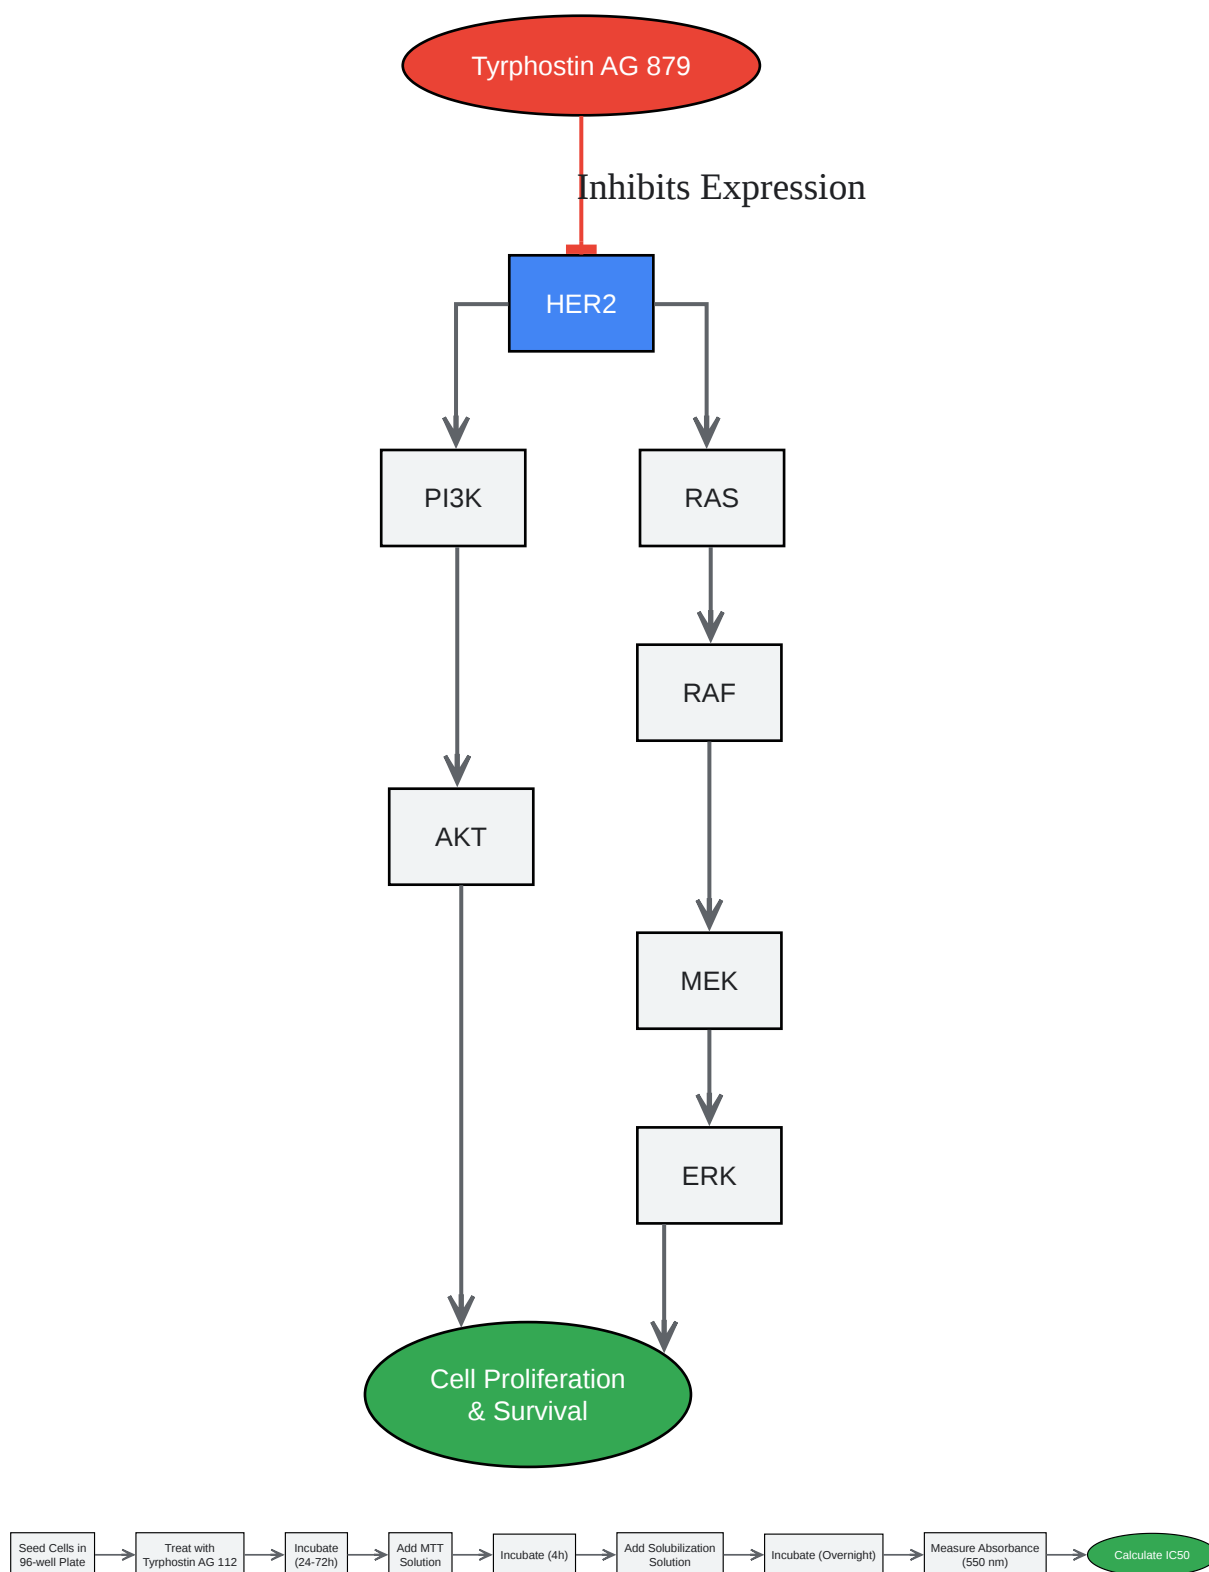 Tyrphostin AG 879
Inhibits Expression
HER2
PI3K
RAS
RAF
AKT
MEK
ERK
Cell Proliferation
& Survival
Seed Cells in
96-well Plate
Treat with
Tyrphostin AG 112
Incubate
(24-72h)
Add MTT
Solution
Incubate (4h)
Add Solubilization
Solution
Incubate (Overnight)
Measure Absorbance
(550 nm)
Calculate IC50